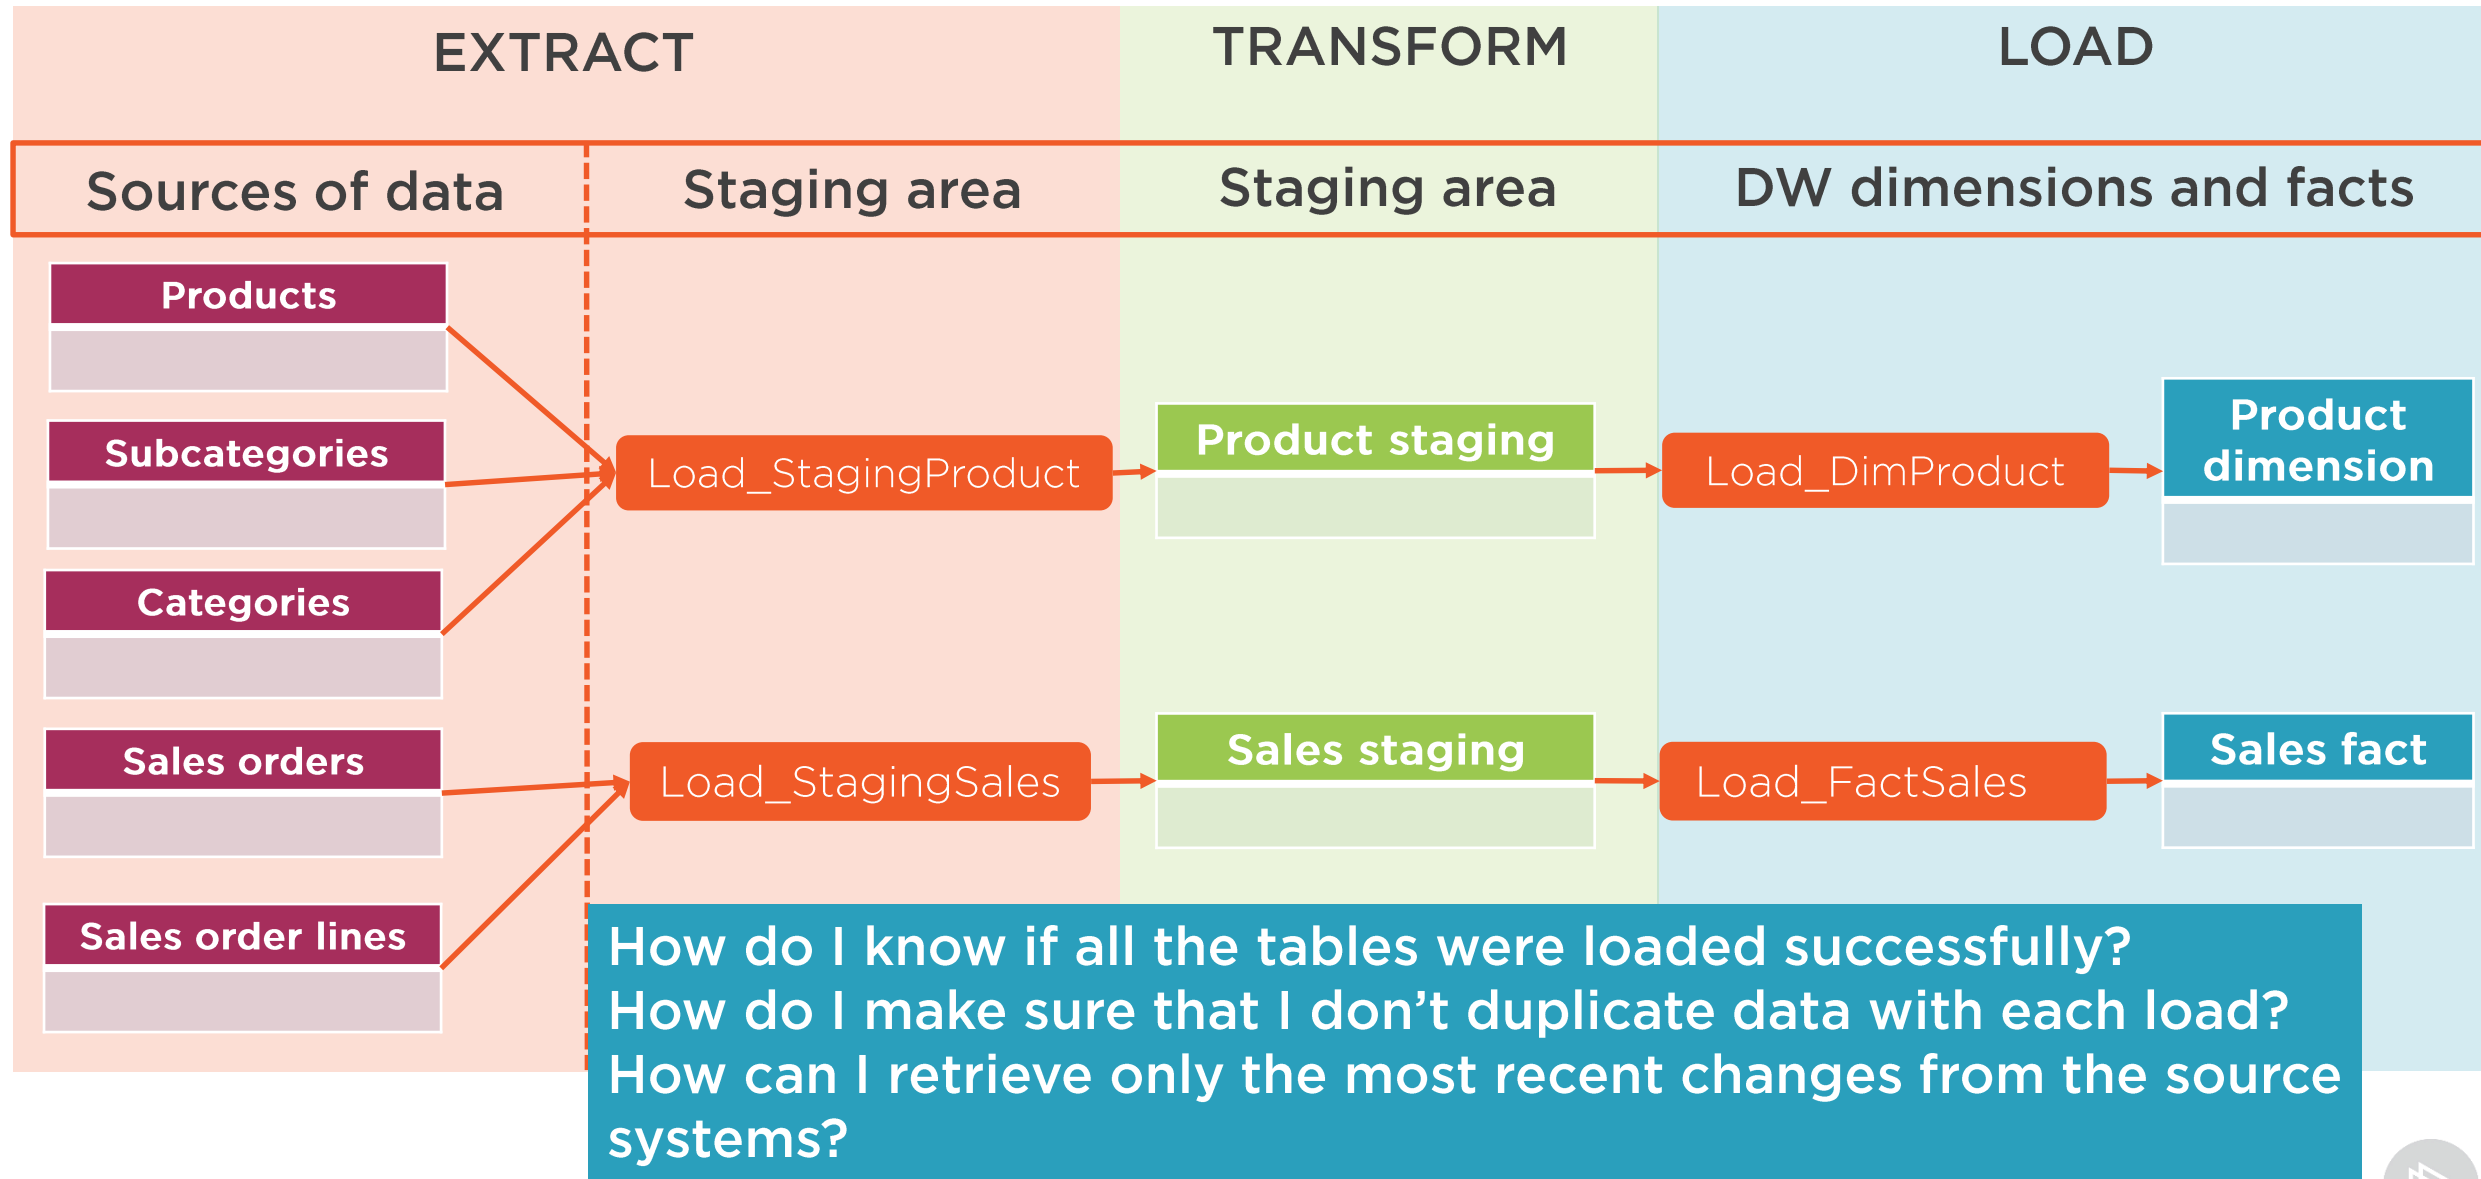 EXTRACT
TRANSFORM
LOAD
Sources of data
Staging area
Staging area
DW dimensions and facts
Products
Subcategories
Categories
Sales orders
Sales order lines
Load_StagingProduct
Load_StagingSales
Product staging
Sales staging
Load_DimProduct
Load_FactSales
Product
dimension
Sales fact
How do I know if all the tables were loaded successfully?
How do I make sure that I don’t duplicate data with each load?
How can I retrieve only the most recent changes from the source
systems?